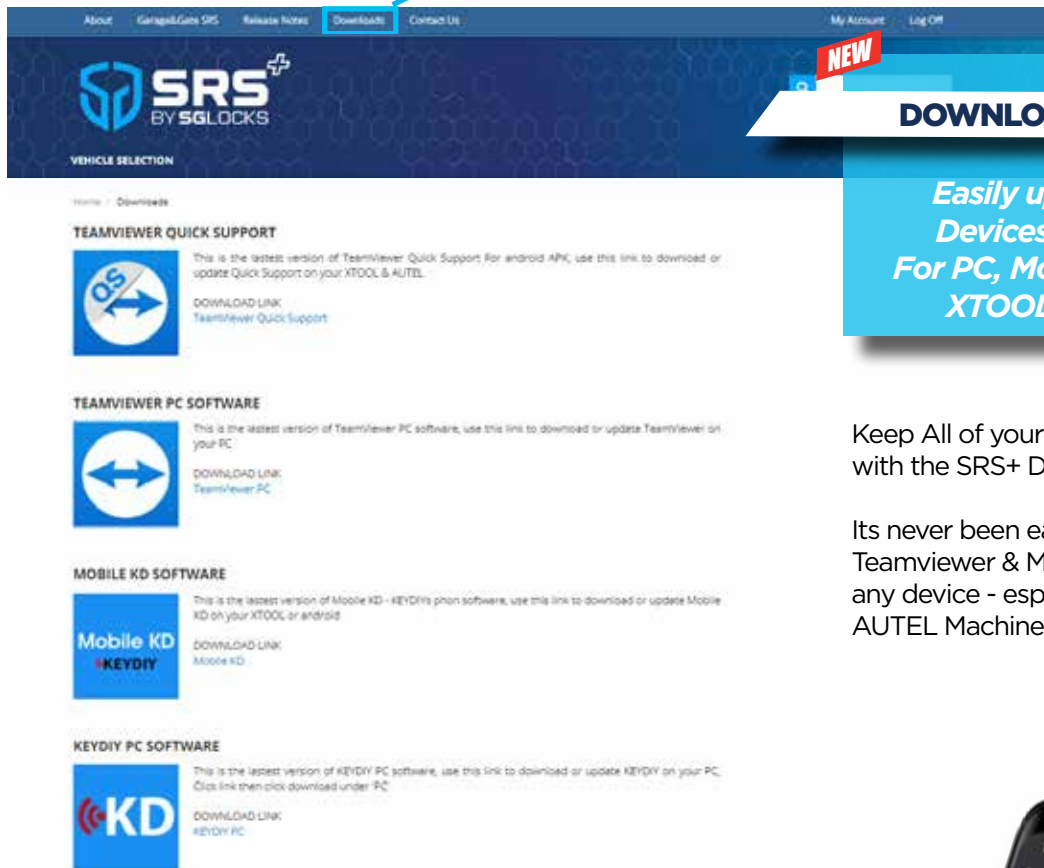 About Garage&Gate SRS Release Notes Downloads Contact Us My Account Log Off
NEW
SRS+
BY SGLOCKS
DOWNLO
VEHICLE SELECTION
Easily u
Devices
For PC, Mo
XTOOL
Home / Downloads
TEAMVIEWER QUICK SUPPORT
QS
This is the lastest version of TeamViewer Quick Support For android APK, use this link to download or
update Quick Support on your XTOOL & AUTEL
DOWNLOAD LINK
TeamViewer Quick Support
TEAMVIEWER PC SOFTWARE
This is the lastest version of TeamViewer PC software, use this link to download or update TeamViewer on
your PC
DOWNLOAD LINK
TeamViewer PC
MOBILE KD SOFTWARE
Mobile KD
KEYDIY
This is the lastest version of Mobile KD - KEYDIYs phon software, use this link to download or update Mobile
KD on your XTOOL or android
DOWNLOAD LINK
Mobile KD
KEYDIY PC SOFTWARE
KD
This is the lastest version of KEYDIY PC software, use this link to download or update KEYDIY on your PC,
Click link then click download under 'PC'
DOWNLOAD LINK
KEYDIY PC
Keep All of your
with the SRS+ D
Its never been ea
Teamviewer & M
any device - esp
AUTEL Machine